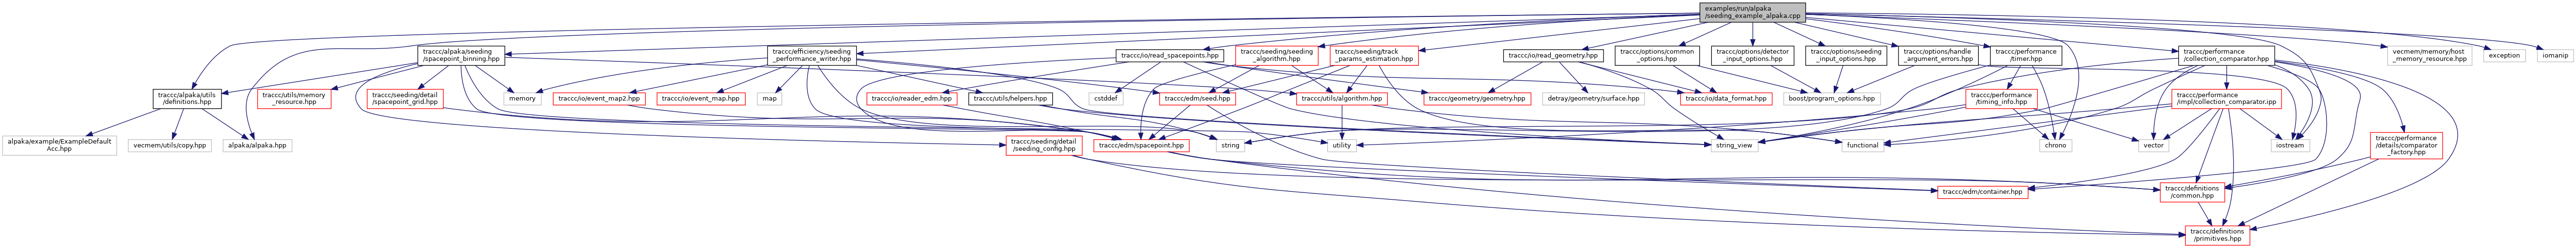 examples/run/alpaka
/seeding_example_alpaka.cpp
traccc/alpaka/seeding
/spacepoint_binning.hpp
traccc/efficiency/seeding
_performance_writer.hpp
traccc/io/read_spacepoints.hpp
traccc/seeding/seeding
_algorithm.hpp
traccc/seeding/track
_params_estimation.hpp
traccc/io/read_geometry.hpp
traccc/options/common
_options.hpp
traccc/options/detector
_input_options.hpp
traccc/options/seeding
_input_options.hpp
traccc/options/handle
_argument_errors.hpp
traccc/performance
/timer.hpp
traccc/performance
/collection_comparator.hpp
vecmem/memory/host
_memory_resource.hpp
exception
iomanip
traccc/alpaka/utils
/definitions.hpp
traccc/utils/memory
_resource.hpp
traccc/seeding/detail
/spacepoint_grid.hpp
memory
traccc/io/event_map2.hpp
traccc/io/event_map.hpp
map
traccc/io/reader_edm.hpp
traccc/utils/helpers.hpp
cstddef
traccc/edm/seed.hpp
traccc/utils/algorithm.hpp
traccc/geometry/geometry.hpp
detray/geometry/surface.hpp
traccc/io/data_format.hpp
boost/program_options.hpp
traccc/performance
/timing_info.hpp
traccc/performance
/impl/collection_comparator.ipp
alpaka/example/ExampleDefault
Acc.hpp
vecmem/utils/copy.hpp
alpaka/alpaka.hpp
traccc/seeding/detail
/seeding_config.hpp
traccc/edm/spacepoint.hpp
string
utility
string_view
functional
chrono
vector
iostream
traccc/performance
/details/comparator
_factory.hpp
traccc/edm/container.hpp
traccc/definitions
/common.hpp
traccc/definitions
/primitives.hpp